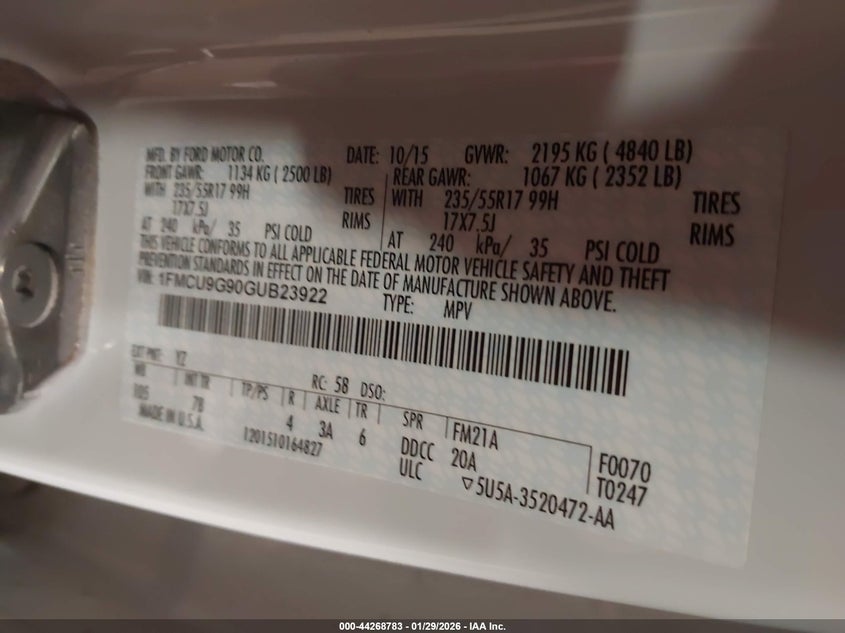 MFD. BY FORD MOTOR CO. DATE: 10/15 GVWR: 2195 KG ( 4840 LB)
FRONT GAWR: 1134 KG ( 2500 LB) REAR GAWR: 1067 KG ( 2352 LB)
WITH 235/55R17 99H TIRES WITH 235/55R17 99H TIRES
17X7.5J RIMS 17X7.5J RIMS
AT 240 kPa/ 35 PSI COLD AT 240 kPa/ 35 PSI COLD
THIS VEHICLE CONFORMS TO ALL APPLICABLE FEDERAL MOTOR VEHICLE SAFETY AND THEFT
PREVENTION STANDARDS IN EFFECT ON THE DATE OF MANUFACTURE SHOWN ABOVE.
VIN: 1FMCU9G90GUB23922 TYPE: MPV
EXT PNT: YZ RC: 58 DSO:
WB INT TR TP/PS R AXLE TR SPR FM21A
105 7B 4 3A 6 DDCC 20A F0070
MADE IN U.S.A. 1201510164827 ULC ▽5U5A-3520472-AA T0247
000-44268783 | 01/29/2026 - IAA Inc.